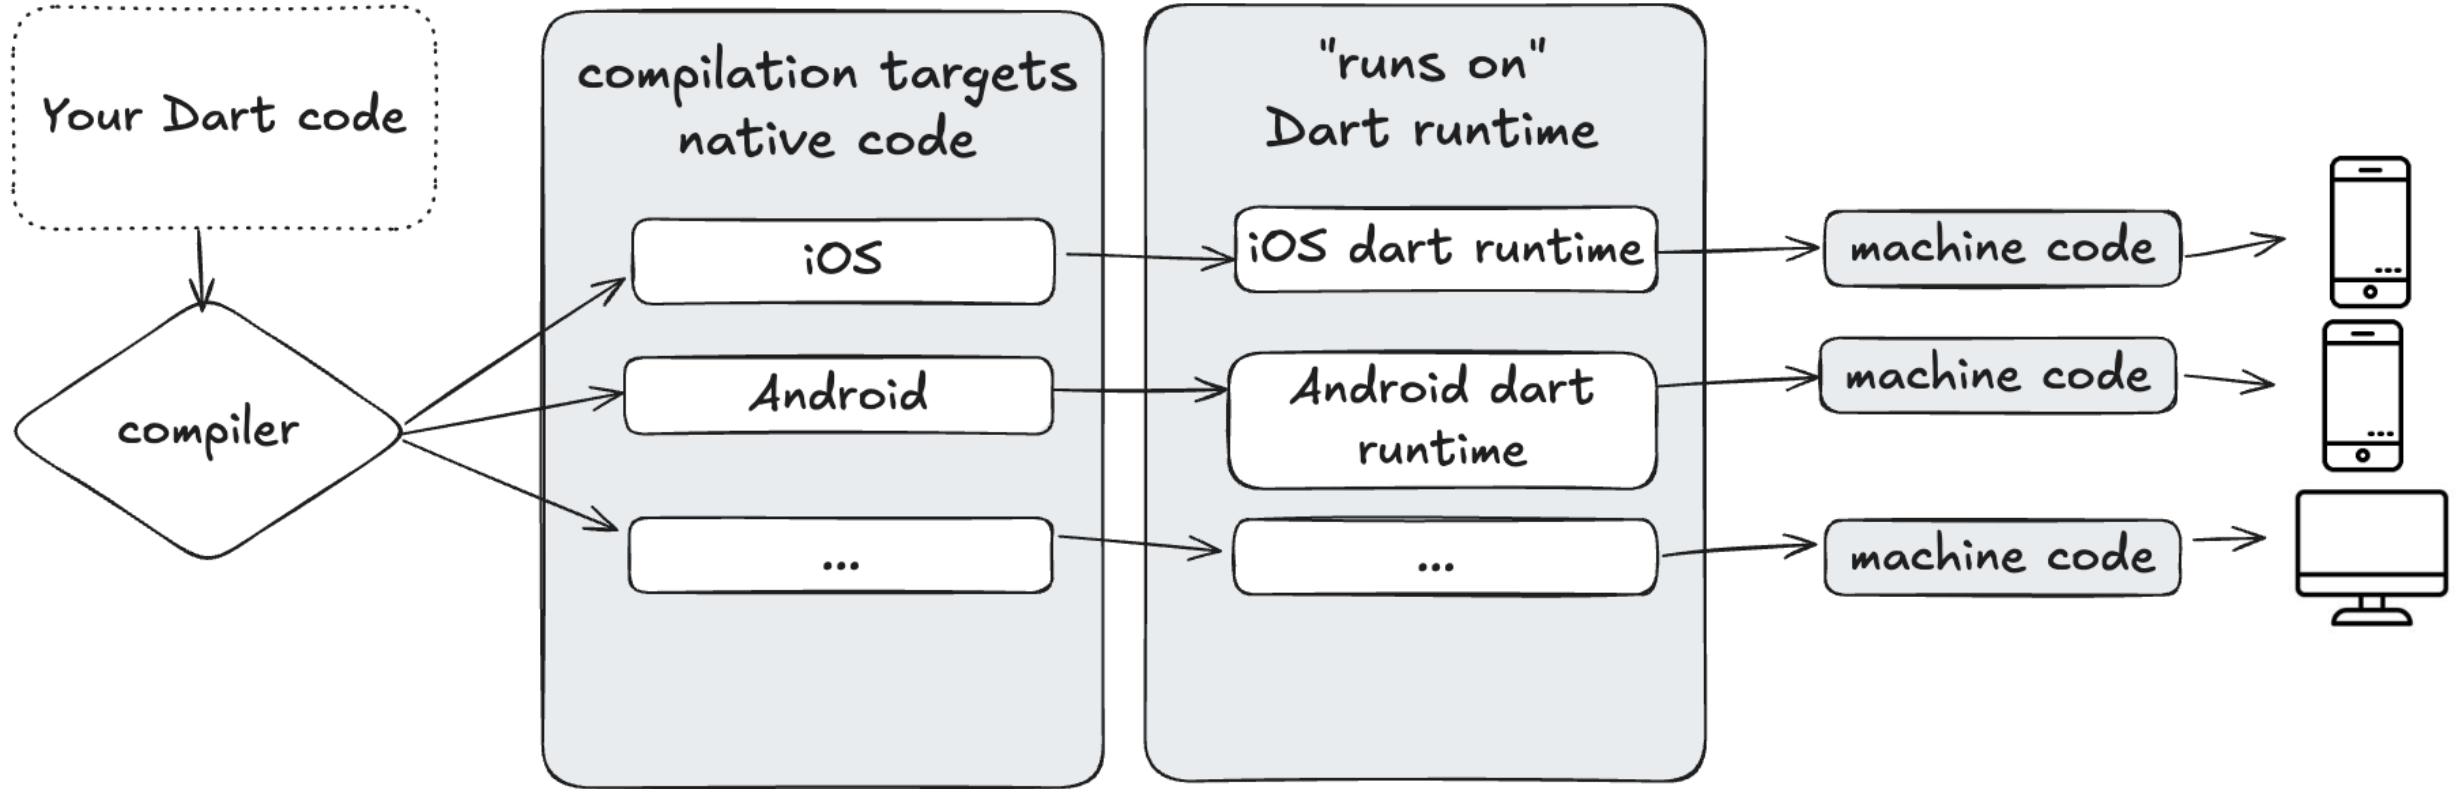 Your Dart code
compiler
compilation targets
native code
iOS
Android
...
"runs on"
Dart runtime
iOS dart runtime
Android dart
runtime
...
machine code
machine code
machine code